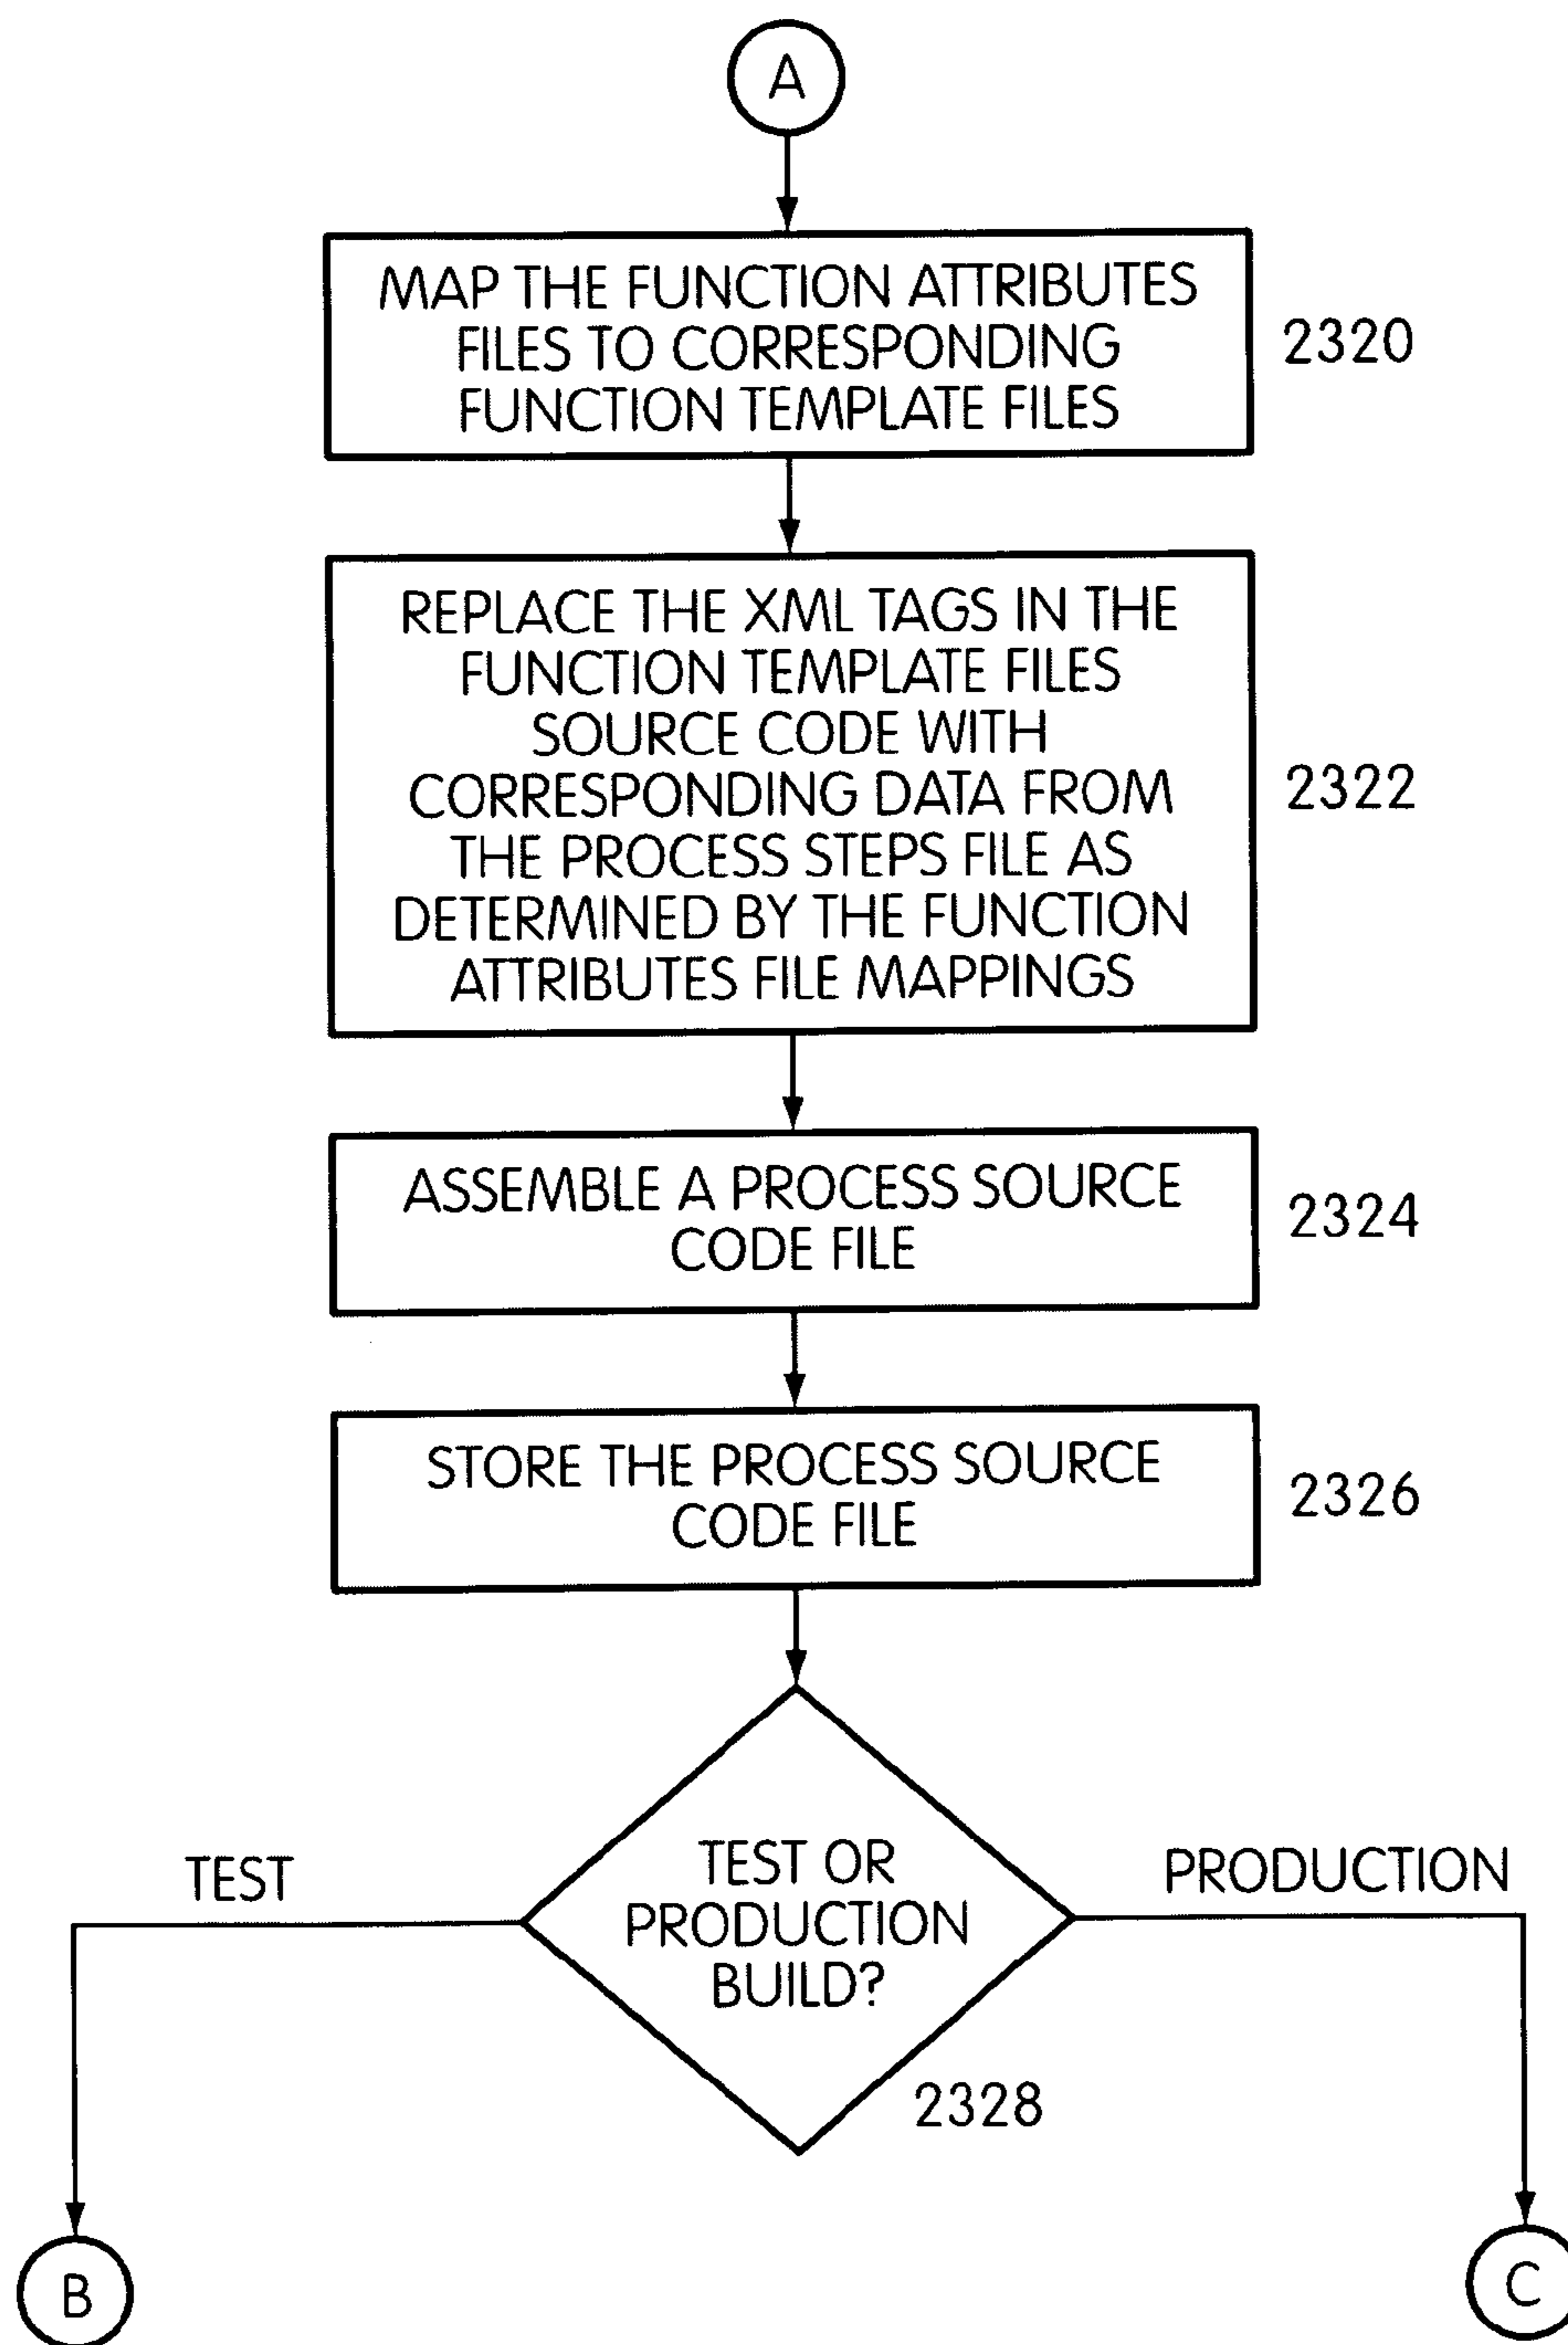 A
MAP THE FUNCTION ATTRIBUTES
FILES TO CORRESPONDING
FUNCTION TEMPLATE FILES
2320
REPLACE THE XML TAGS IN THE
FUNCTION TEMPLATE FILES
SOURCE CODE WITH
CORRESPONDING DATA FROM
THE PROCESS STEPS FILE AS
DETERMINED BY THE FUNCTION
ATTRIBUTES FILE MAPPINGS
2322
ASSEMBLE A PROCESS SOURCE
CODE FILE
2324
STORE THE PROCESS SOURCE
CODE FILE
2326
TEST OR
PRODUCTION
BUILD?
2328
TEST
PRODUCTION
B
C